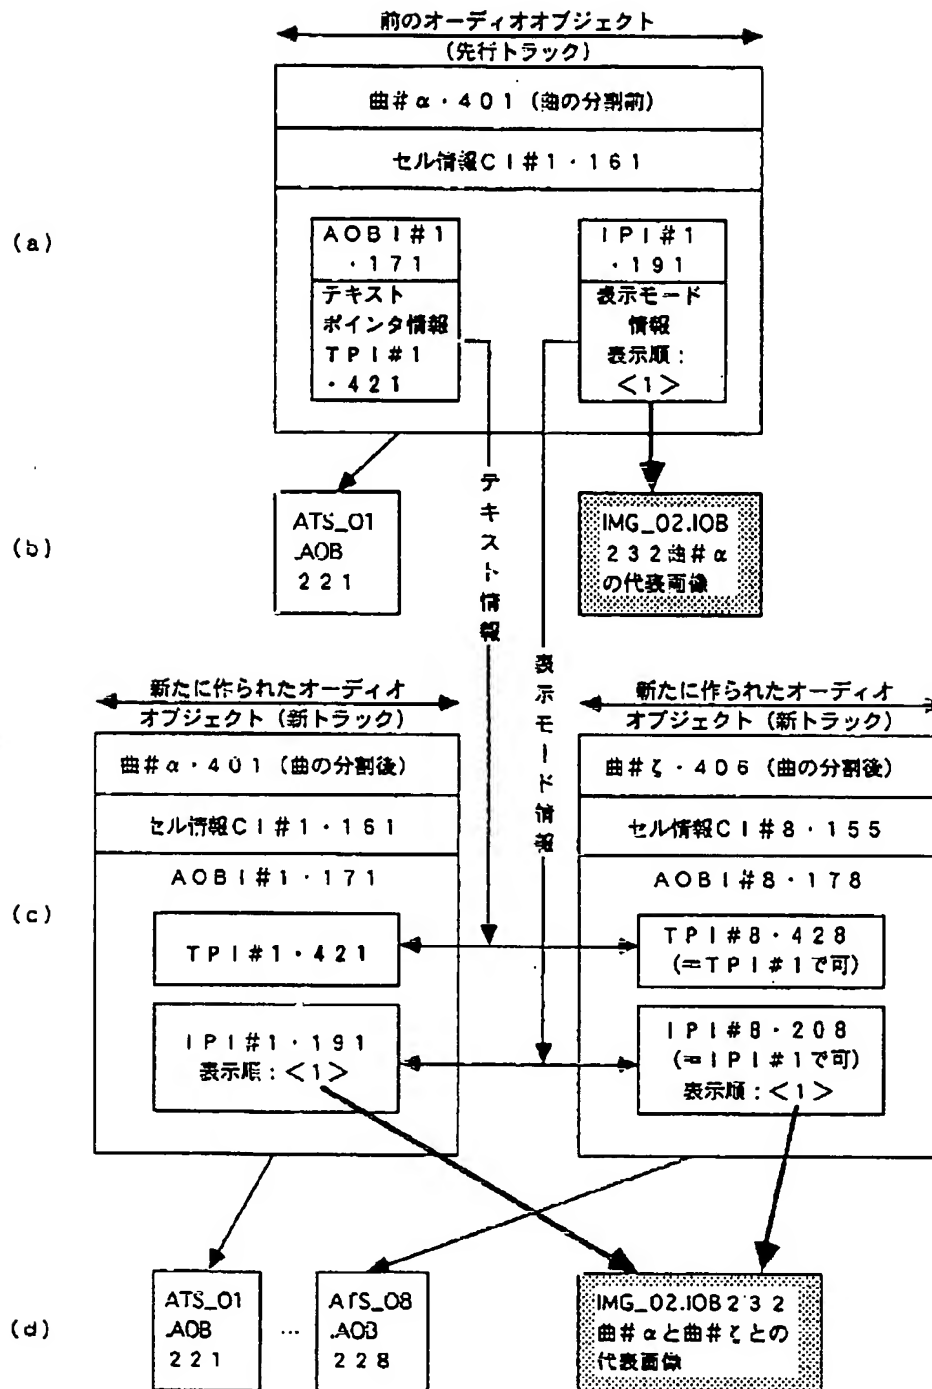 前のオーディオオブジェクト
(先行トラック)
曲#α・401(曲の分割前)
セル情報CI#1・161
(a)
AOBI#1
・171
テキスト
ポインタ情報
TPI#1
・421
IPI#1
・191
表示モード
情報
表示順:
<1>
テキスト情報
表示モード情報
(b)
ATS_01
.AOB
221
IMG_02.IOB
232曲#α
の代表画像
新たに作られたオーディオ
オブジェクト(新トラック)
曲#α・401(曲の分割後)
セル情報CI#1・161
AOBI#1・171
(c)
TPI#1・421
IPI#1・191
表示順:<1>
新たに作られたオーディオ
オブジェクト(新トラック)
曲#ζ・406(曲の分割後)
セル情報CI#8・155
AOBI#8・178
TPI#8・428
(=TPI#1で可)
IPI#8・208
(=IPI#1で可)
表示順:<1>
(d)
ATS_01
.AOB
221
…
ATS_08
.AOB
228
IMG_02.IOB232
曲#αと曲#ζとの
代表画像